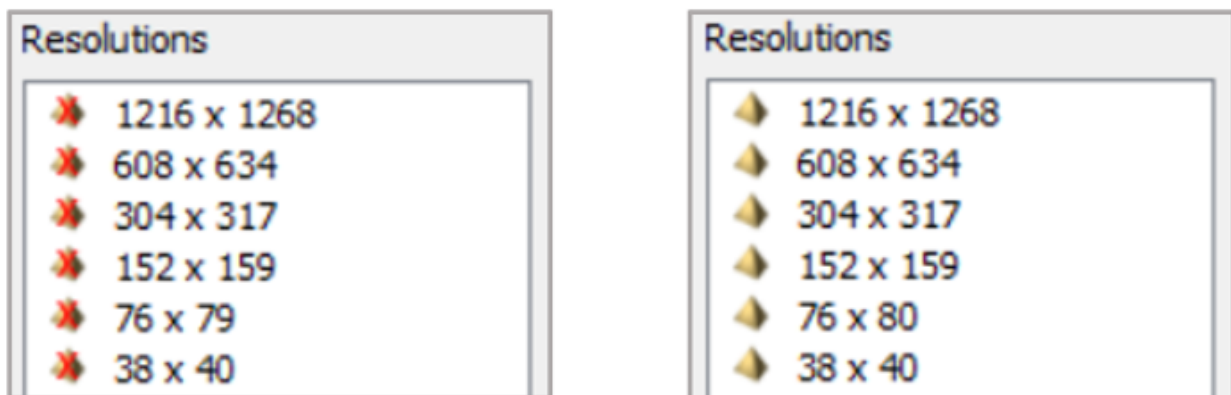 Resolutions
1216 x 1268
608 x 634
304 x 317
152 x 159
76 x 79
38 x 40
Resolutions
1216 x 1268
608 x 634
304 x 317
152 x 159
76 x 80
38 x 40